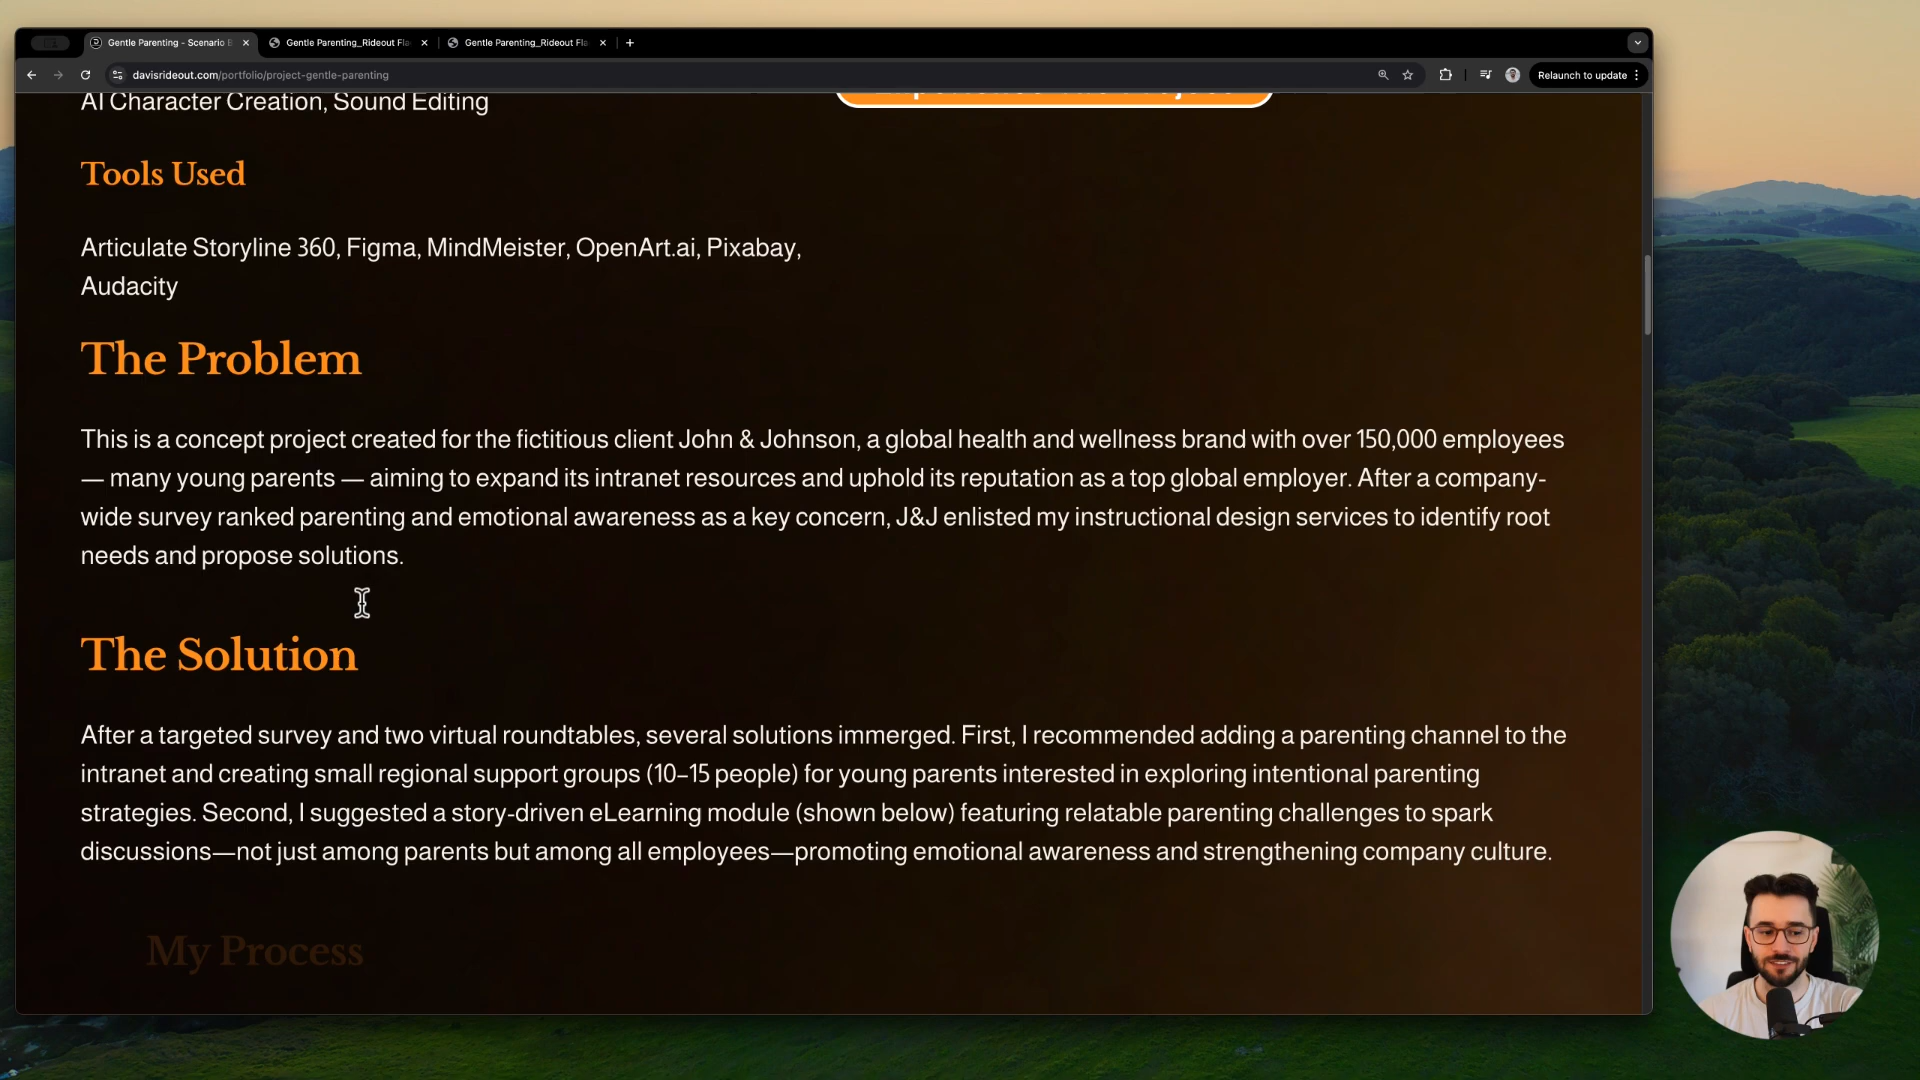 Gentle Parenting - Scenario
Gentle Parenting_Rideout Fla
Gentle Parenting_Rideout Fla
davisrideout.com/portfolio/project-gentle-parenting
Relaunch to update
AI Character Creation, Sound Editing
Tools Used
Articulate Storyline 360, Figma, MindMeister, OpenArt.ai, Pixabay,
Audacity
The Problem
This is a concept project created for the fictitious client John & Johnson, a global health and wellness brand with over 150,000 employees
— many young parents — aiming to expand its intranet resources and uphold its reputation as a top global employer. After a company-
wide survey ranked parenting and emotional awareness as a key concern, J&J enlisted my instructional design services to identify root
needs and propose solutions.
The Solution
After a targeted survey and two virtual roundtables, several solutions immerged. First, I recommended adding a parenting channel to the
intranet and creating small regional support groups (10–15 people) for young parents interested in exploring intentional parenting
strategies. Second, I suggested a story-driven eLearning module (shown below) featuring relatable parenting challenges to spark
discussions—not just among parents but among all employees—promoting emotional awareness and strengthening company culture.
My Process